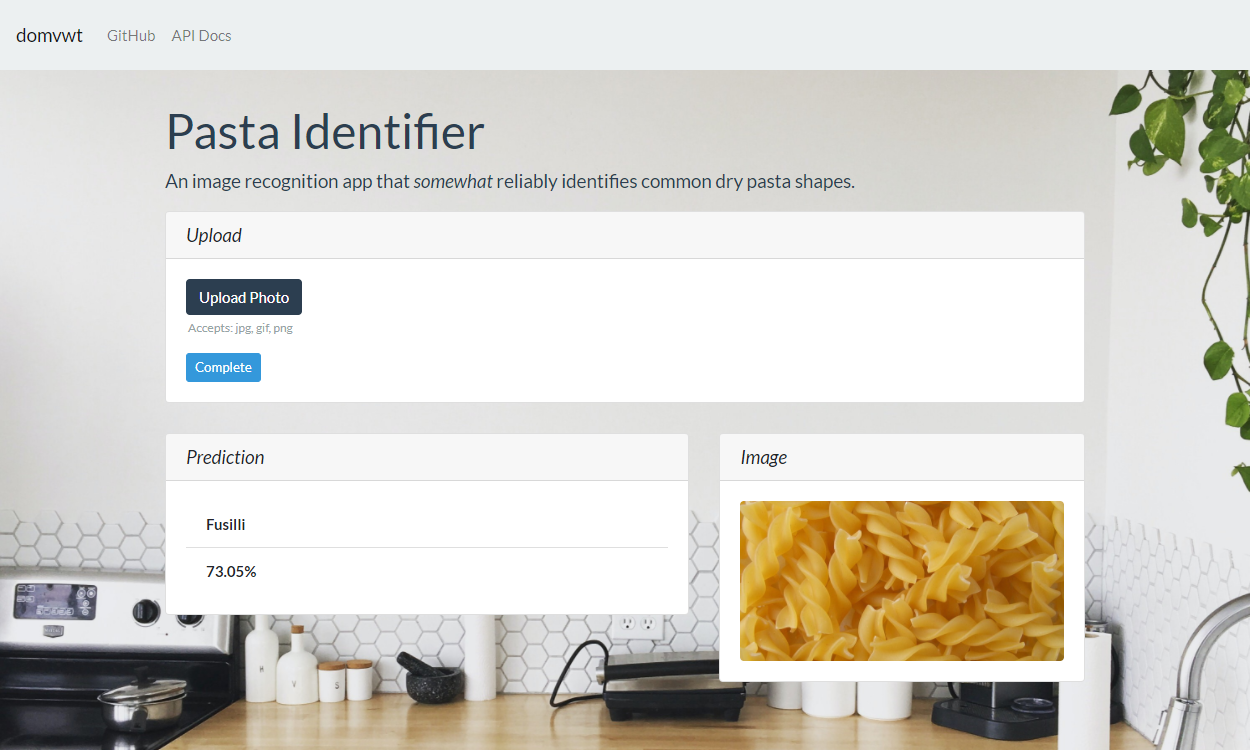 domvwt GitHub API Docs
Pasta Identifier
An image recognition app that somewhat reliably identifies common dry pasta shapes.
Upload
Upload Photo
Accepts: jpg, gif, png
Complete
Prediction
Image
Fusilli
73.05%
H V S